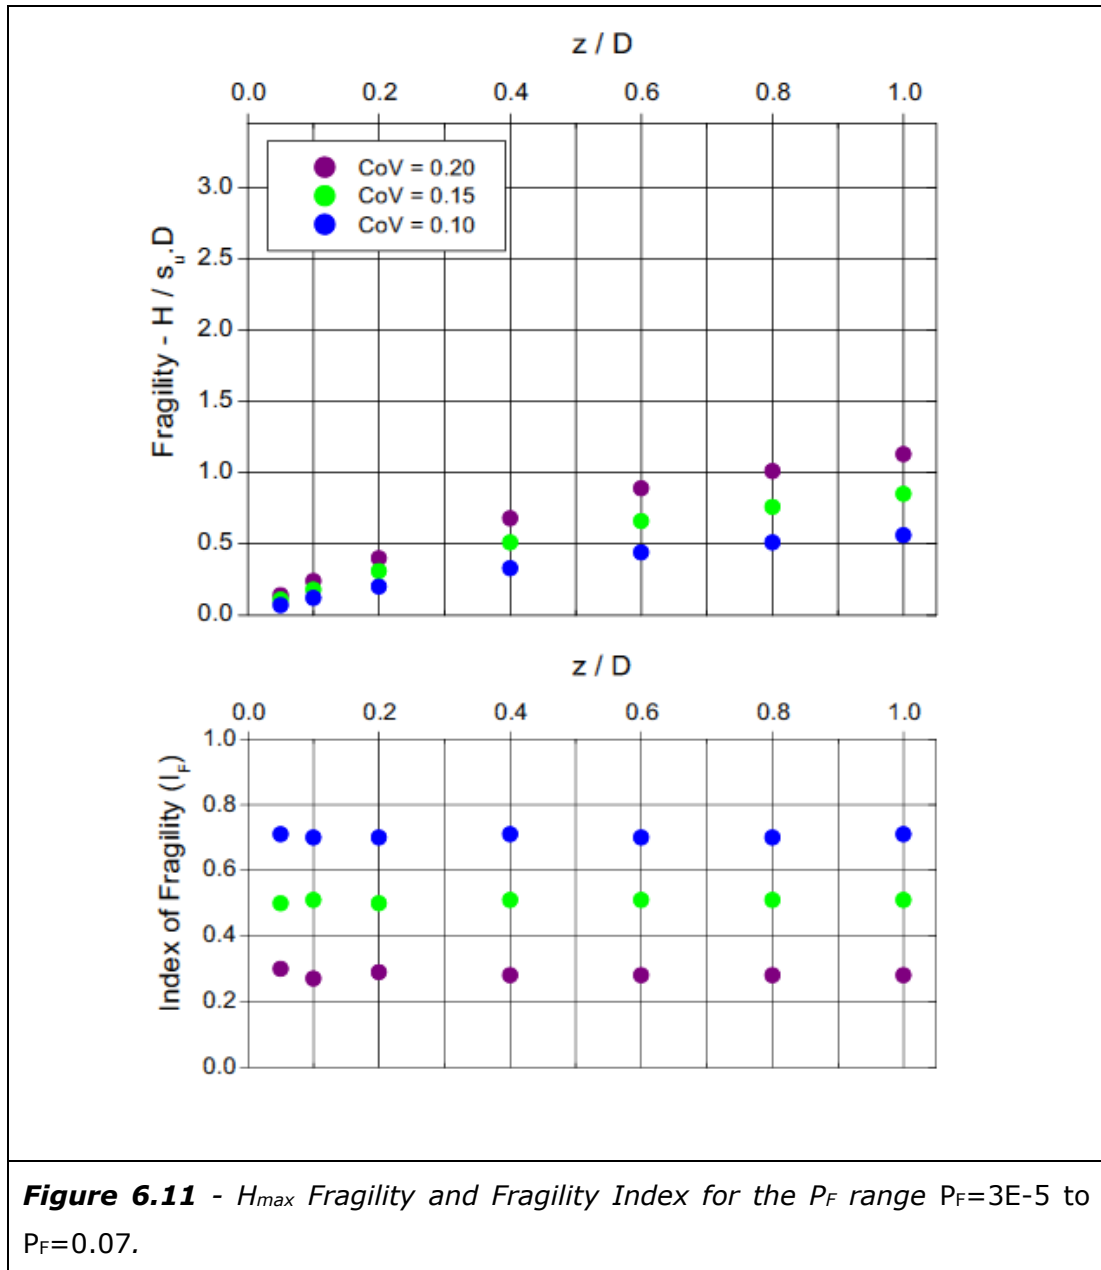 z / D
0.0 0.2 0.4 0.6 0.8 1.0
CoV = 0.20
CoV = 0.15
CoV = 0.10
Fragility - H / su.D
3.0
2.5
2.0
1.5
1.0
0.5
0.0
z / D
0.0 0.2 0.4 0.6 0.8 1.0
Index of Fragility (IF)
1.0
0.8
0.6
0.4
0.2
0.0
Figure 6.11 - Hmax Fragility and Fragility Index for the PF range PF=3E-5 to
PF=0.07.